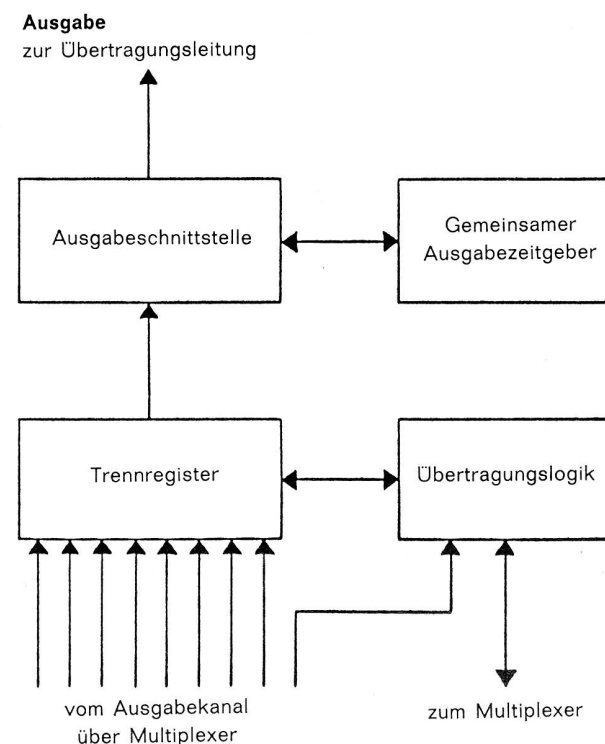 Ausgabe
zur Übertragungsleitung
Ausgabeschnittstelle
Gemeinsamer
Ausgabezeitgeber
Trennregister
Übertragungslogik
vom Ausgabekanal
über Multiplexer
zum Multiplexer